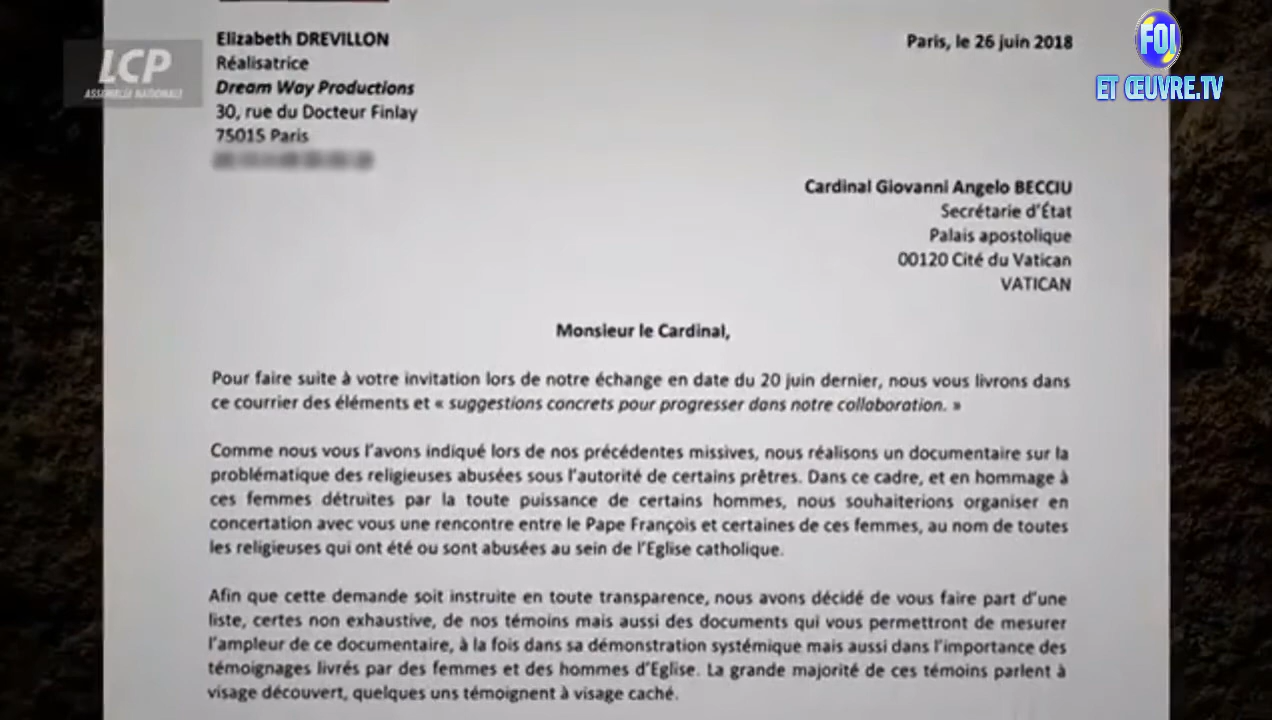 Elizabeth DREVILLON
Réalisatrice
Dream Way Productions
30, rue du Docteur Finlay
75015 Paris
Paris, le 26 juin 2018
LCP
ASSEMBLÉE NATIONALE
FOI
ET ŒUVRE.TV
Cardinal Giovanni Angelo BECCIU
Secrétarie d'État
Palais apostolique
00120 Cité du Vatican
VATICAN
Monsieur le Cardinal,
Pour faire suite à votre invitation lors de notre échange en date du 20 juin dernier, nous vous livrons dans
ce courrier des éléments et « suggestions concrets pour progresser dans notre collaboration. »
Comme nous vous l'avons indiqué lors de nos précédentes missives, nous réalisons un documentaire sur la
problématique des religieuses abusées sous l'autorité de certains prêtres. Dans ce cadre, et en hommage à
ces femmes détruites par la toute puissance de certains hommes, nous souhaiterions organiser en
concertation avec vous une rencontre entre le Pape François et certaines de ces femmes, au nom de toutes
les religieuses qui ont été ou sont abusées au sein de l'Eglise catholique.
Afin que cette demande soit instruite en toute transparence, nous avons décidé de vous faire part d'une
liste, certes non exhaustive, de nos témoins mais aussi des documents qui vous permettront de mesurer
l'ampleur de ce documentaire, à la fois dans sa démonstration systémique mais aussi dans l'importance des
témoignages livrés par des femmes et des hommes d'Eglise. La grande majorité de ces témoins parlent à
visage découvert, quelques uns témoignent à visage caché.